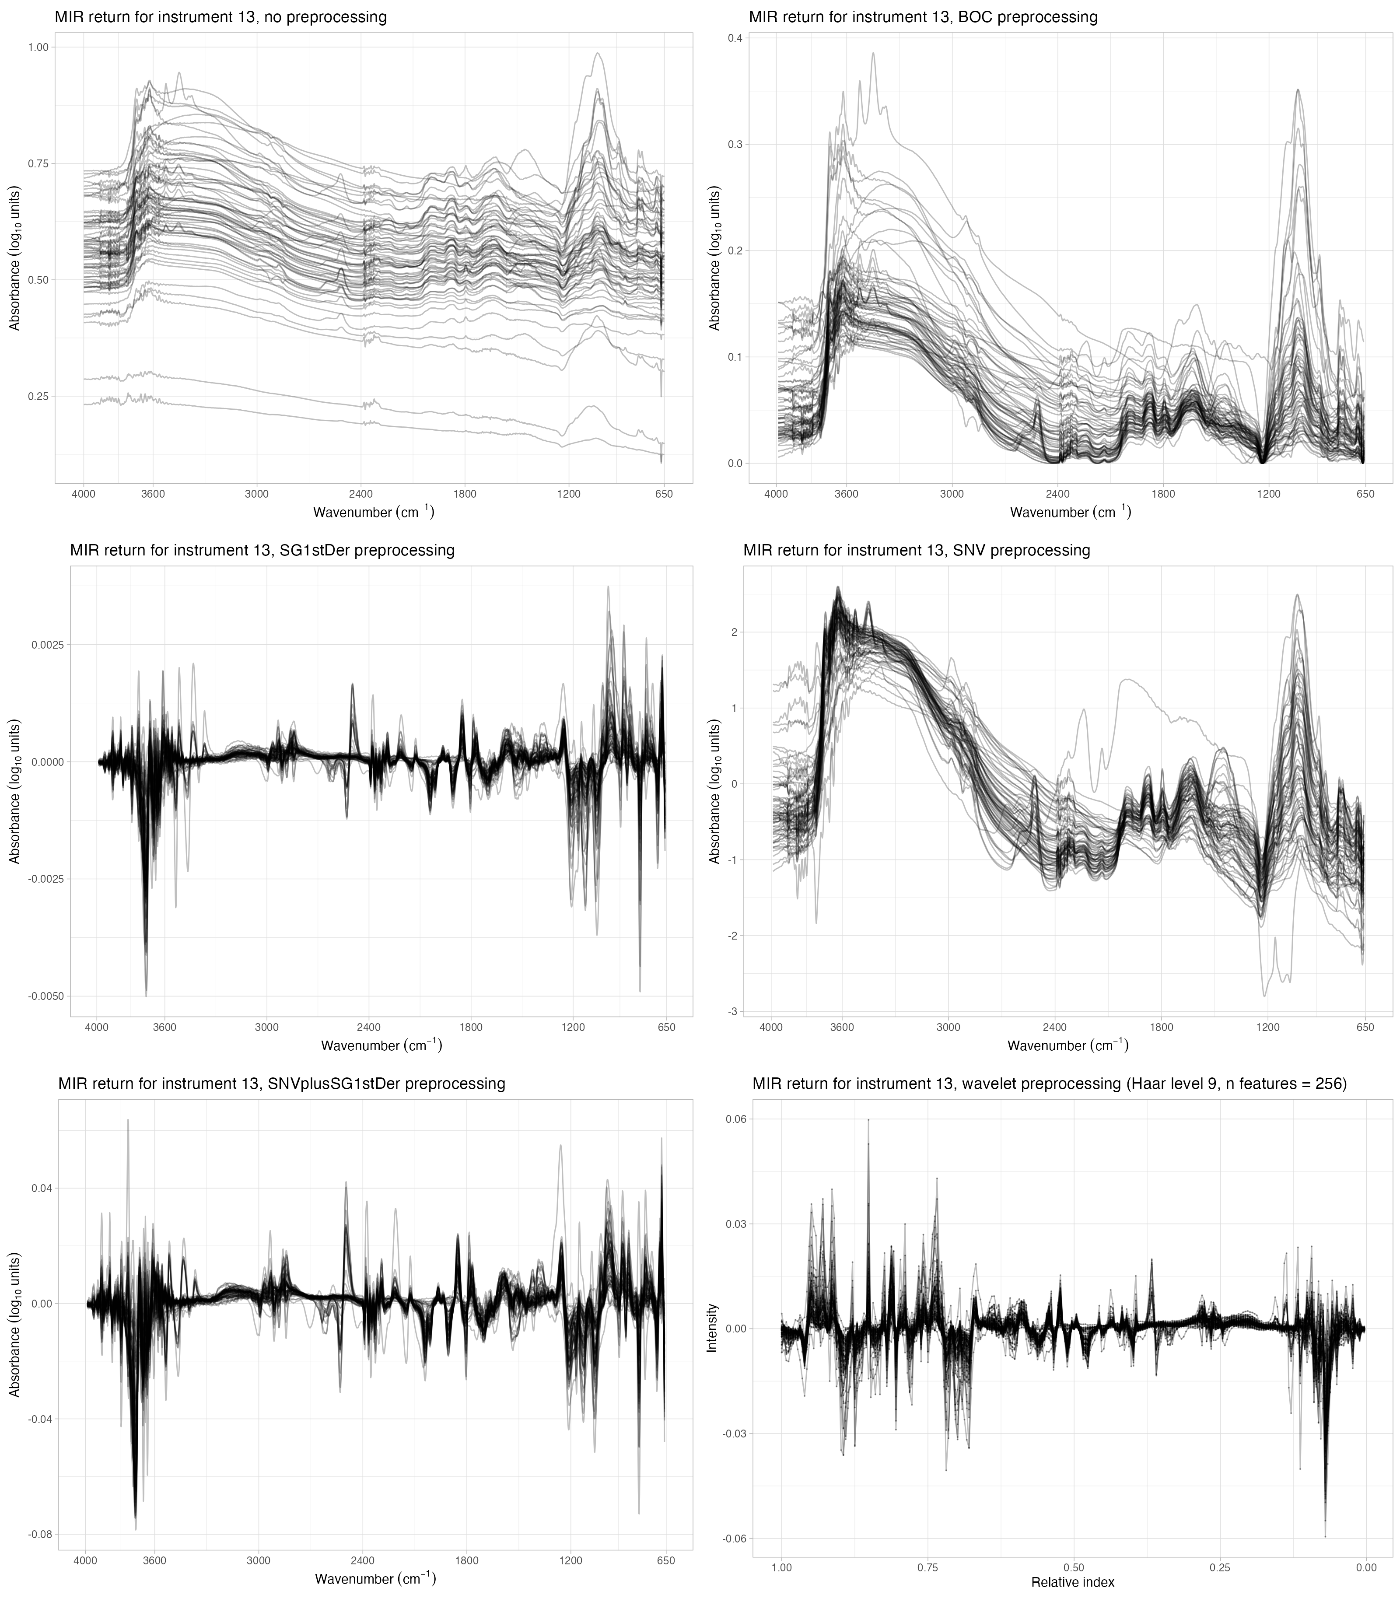 MIR return for instrument 13, no preprocessing
1.00
0.75
0.50
0.25
Absorbance (log10 units)
4000 3600 3000 2400 1800 1200 650
Wavenumber (cm −1)
MIR return for instrument 13, BOC preprocessing
0.4
0.3
0.2
0.1
0.0
Absorbance (log10 units)
4000 3600 3000 2400 1800 1200 650
Wavenumber (cm −1)
MIR return for instrument 13, SG1stDer preprocessing
0.0025
0.0000
-0.0025
-0.0050
Absorbance (log10 units)
4000 3600 3000 2400 1800 1200 650
Wavenumber (cm−1)
MIR return for instrument 13, SNV preprocessing
2
1
0
-1
-2
-3
Absorbance (log10 units)
4000 3600 3000 2400 1800 1200 650
Wavenumber (cm−1)
MIR return for instrument 13, SNVplusSG1stDer preprocessing
0.04
0.00
-0.04
-0.08
Absorbance (log10 units)
4000 3600 3000 2400 1800 1200 650
Wavenumber (cm−1)
MIR return for instrument 13, wavelet preprocessing (Haar level 9, n features = 256)
0.06
0.03
0.00
-0.03
-0.06
Intensity
1.00 0.75 0.50 0.25 0.00
Relative index